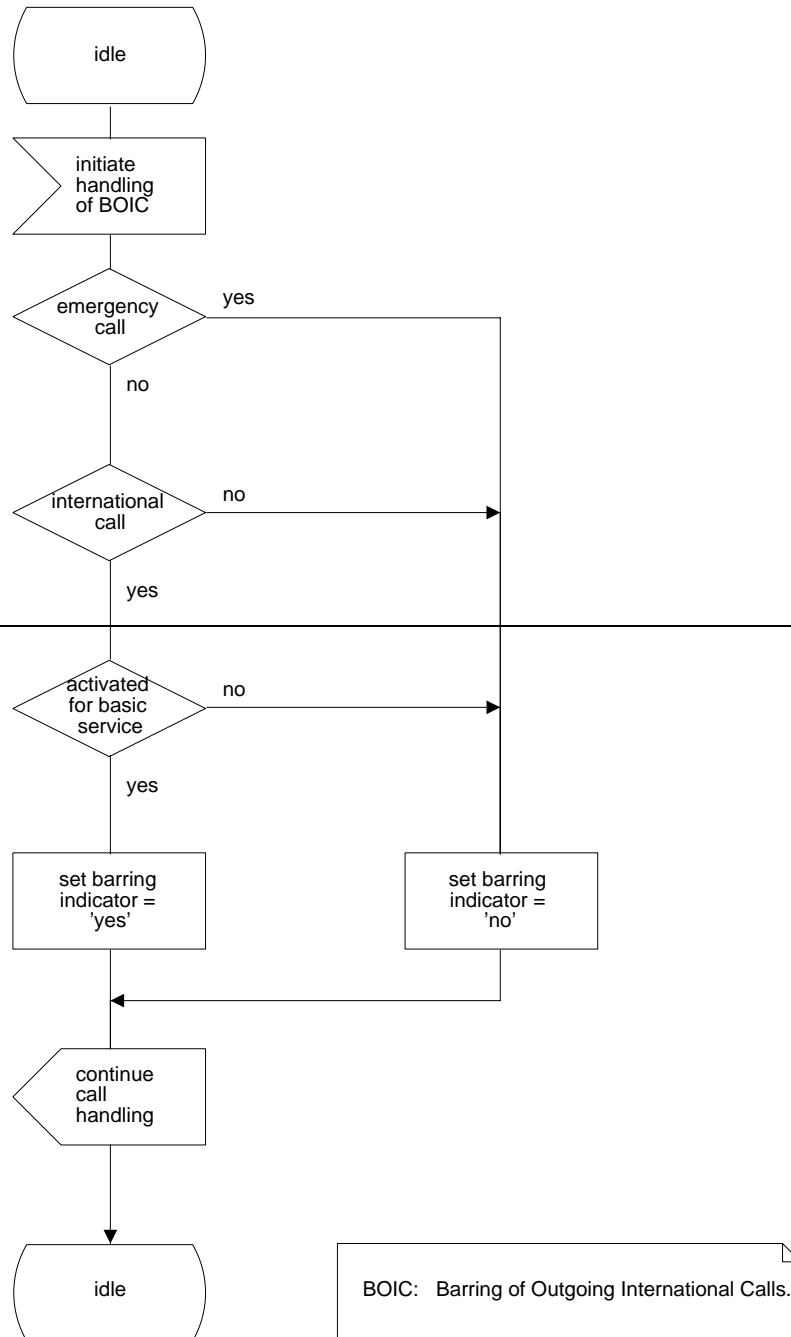 idle
initiate
handling
of BOIC
emergency
call
yes
no
international
call
no
yes
activated
for basic
service
no
yes
set barring
indicator =
’yes’
set barring
indicator =
’no’
continue
call
handling
idle
BOIC: Barring of Outgoing International Calls.